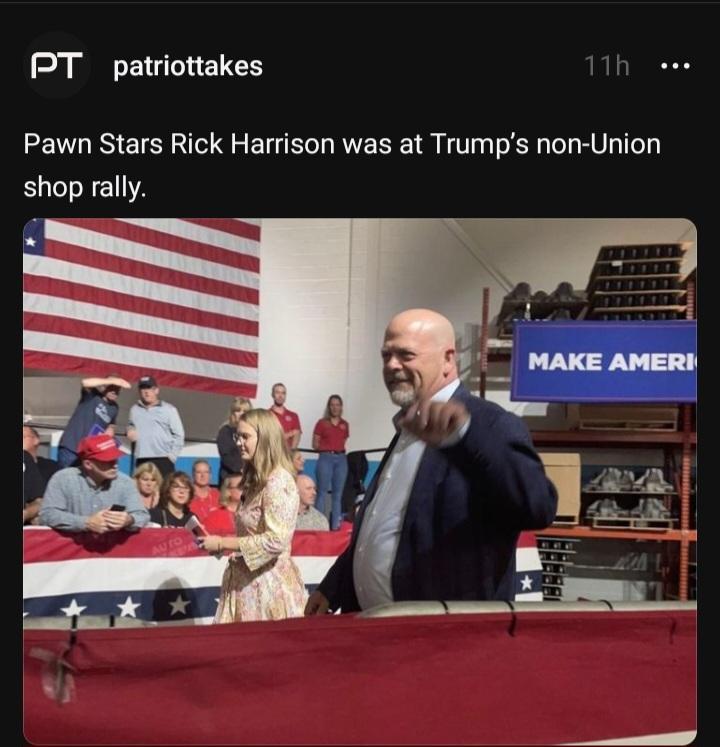 PT patriottakes 11h
Pawn Stars Rick Harrison was at Trump’s non-Union
shop rally.
MAKE AMERI